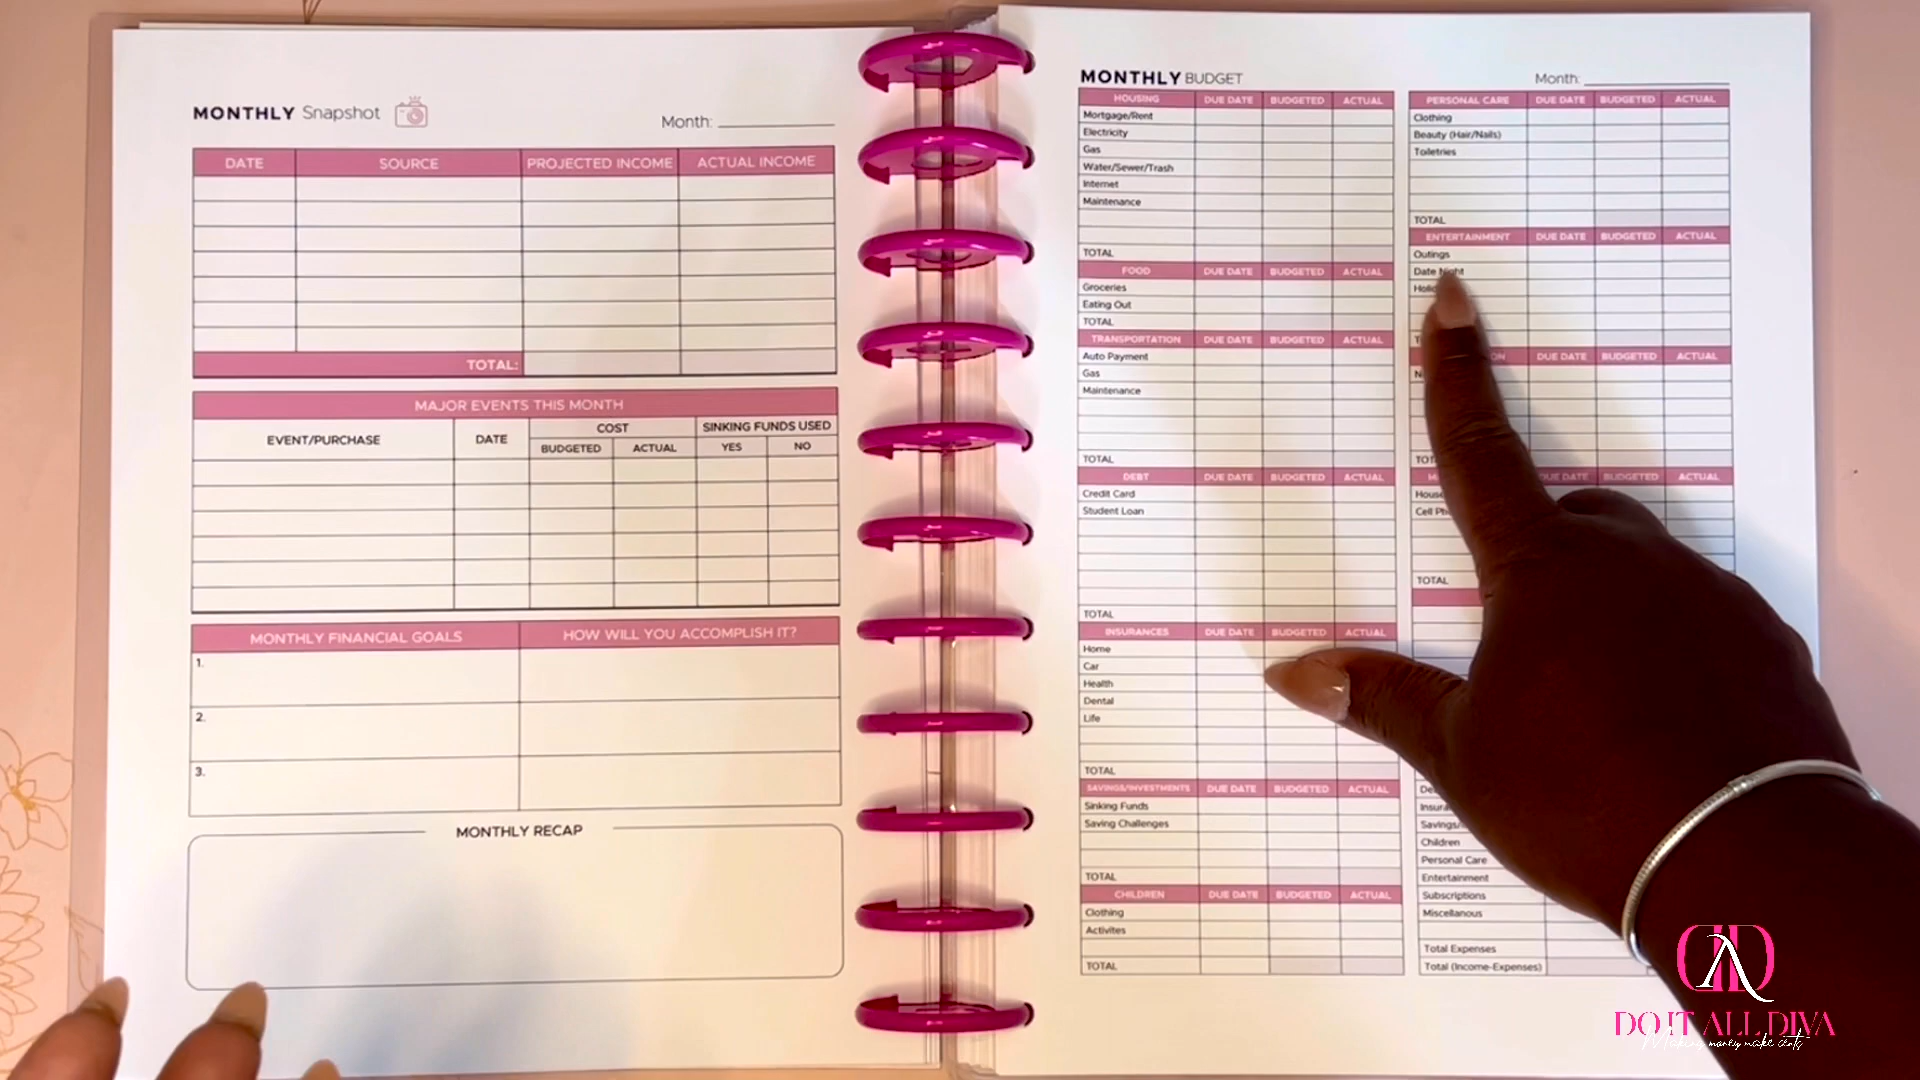 MONTHLY Snapshot
Month:
DATE SOURCE PROJECTED INCOME ACTUAL INCOME
TOTAL:
MAJOR EVENTS THIS MONTH
EVENT/PURCHASE DATE COST SINKING FUNDS USED
BUDGETED ACTUAL YES NO
MONTHLY FINANCIAL GOALS HOW WILL YOU ACCOMPLISH IT?
1.
2.
3.
MONTHLY RECAP
MONTHLY BUDGET
Month:
HOUSING DUE DATE BUDGETED ACTUAL
Mortgage/Rent
Electricity
Gas
Water/Sewer/Trash
Internet
Maintenance
TOTAL
FOOD DUE DATE BUDGETED ACTUAL
Groceries
Eating Out
TOTAL
TRANSPORTATION DUE DATE BUDGETED ACTUAL
Auto Payment
Gas
Maintenance
TOTAL
DEBT DUE DATE BUDGETED ACTUAL
Credit Card
Student Loan
TOTAL
INSURANCES DUE DATE BUDGETED ACTUAL
Home
Car
Health
Dental
Life
TOTAL
SAVINGS/INVESTMENTS DUE DATE BUDGETED ACTUAL
Sinking Funds
Saving Challenges
TOTAL
CHILDREN DUE DATE BUDGETED ACTUAL
Clothing
Activites
TOTAL
PERSONAL CARE DUE DATE BUDGETED ACTUAL
Clothing
Beauty (Hair/Nails)
Toiletries
TOTAL
ENTERTAINMENT DUE DATE BUDGETED ACTUAL
Outings
Date Night
DUE DATE BUDGETED ACTUAL
DUE DATE BUDGETED ACTUAL
TOTAL
Children
Personal Care
Entertainment
Subscriptions
Miscellanous
Total Expenses
Total (Income-Expenses)
DO IT ALL DIVA
Making money make cents